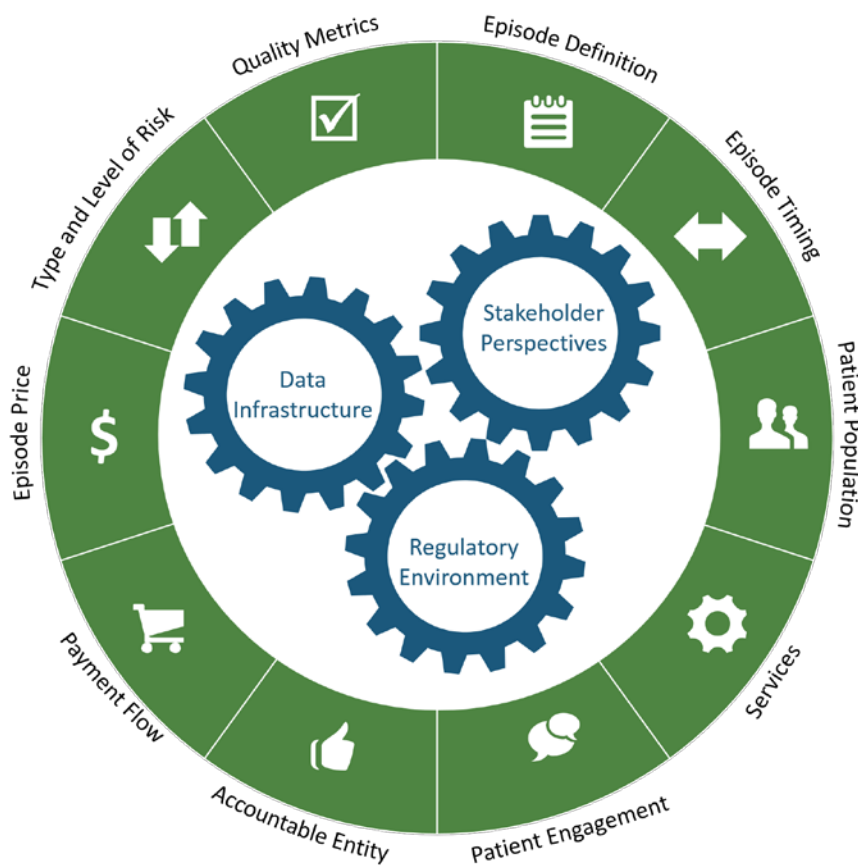 Episode Definition
Episode Timing
Patient Population
Services
Patient Engagement
Accountable Entity
Payment Flow
Episode Price
$
Type and Level of Risk
Quality Metrics
Stakeholder
Perspectives
Data
Infrastructure
Regulatory
Environment